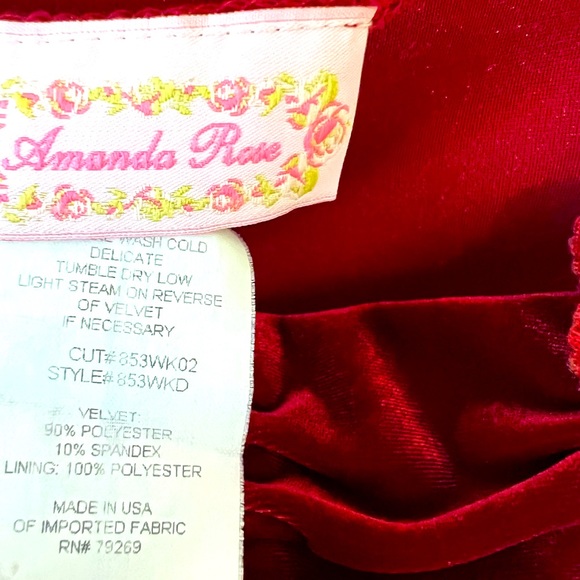 Amanda Rose
WASH COLD
DELICATE
TUMBLE DRY LOW
LIGHT STEAM ON REVERSE
OF VELVET
IF NECESSARY
CUT# 853WK02
STYLE# 853WKD
VELVET:
90% POLYESTER
10% SPANDEX
LINING: 100% POLYESTER
MADE IN USA
OF IMPORTED FABRIC
RN# 79269